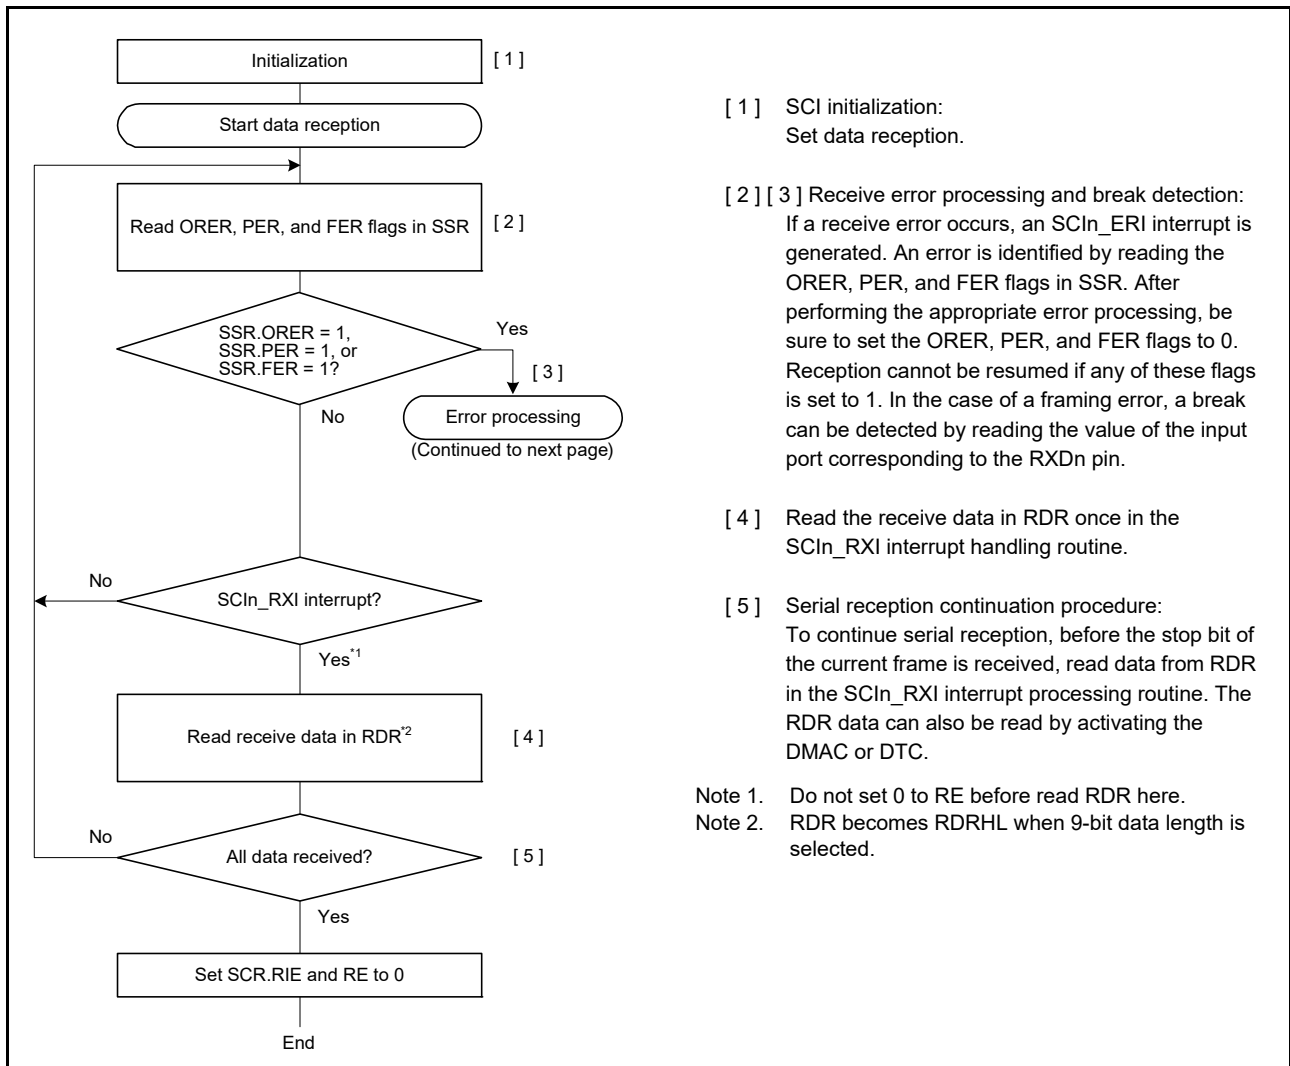 Initialization
[ 1 ]
Start data reception
Read ORER, PER, and FER flags in SSR
[ 2 ]
SSR.ORER = 1,
SSR.PER = 1, or
SSR.FER = 1?
Yes
[ 3 ]
No
Error processing
(Continued to next page)
No
SCIn_RXI interrupt?
Yes*1
Read receive data in RDR*2
[ 4 ]
No
All data received?
[ 5 ]
Yes
Set SCR.RIE and RE to 0
End
[ 1 ] SCI initialization:
Set data reception.
[ 2 ] [ 3 ] Receive error processing and break detection:
If a receive error occurs, an SCIn_ERI interrupt is
generated. An error is identified by reading the
ORER, PER, and FER flags in SSR. After
performing the appropriate error processing, be
sure to set the ORER, PER, and FER flags to 0.
Reception cannot be resumed if any of these flags
is set to 1. In the case of a framing error, a break
can be detected by reading the value of the input
port corresponding to the RXDn pin.
[ 4 ] Read the receive data in RDR once in the
SCIn_RXI interrupt handling routine.
[ 5 ] Serial reception continuation procedure:
To continue serial reception, before the stop bit of
the current frame is received, read data from RDR
in the SCIn_RXI interrupt processing routine. The
RDR data can also be read by activating the
DMAC or DTC.
Note 1. Do not set 0 to RE before read RDR here.
Note 2. RDR becomes RDRHL when 9-bit data length is
selected.